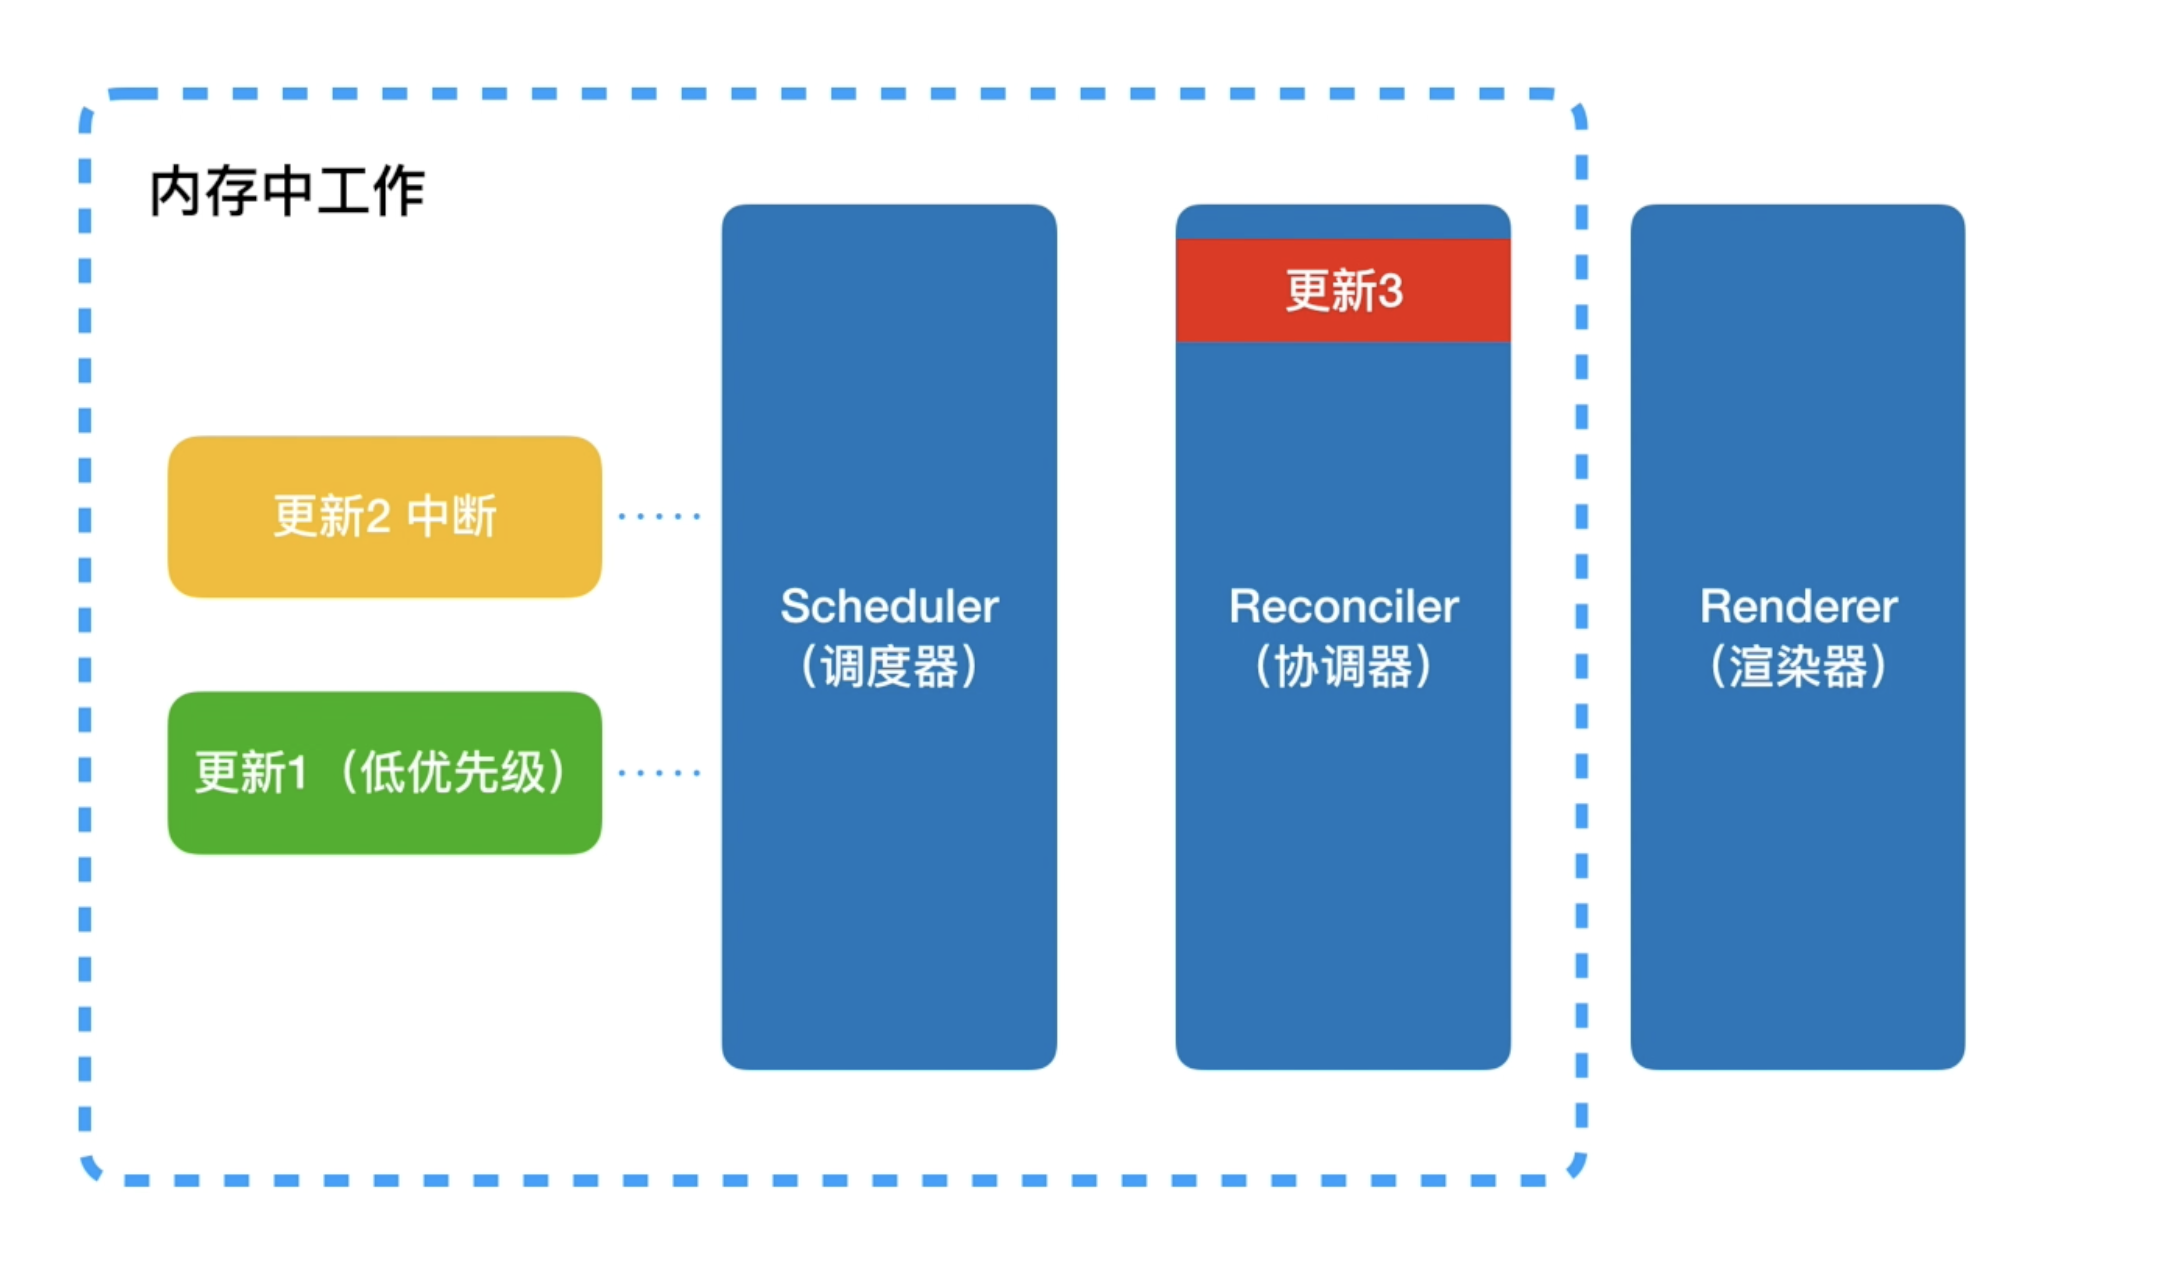 内存中工作
更新3
更新2 中断
Scheduler
（调度器）
Reconciler
（协调器）
Renderer
（渲染器）
更新1（低优先级）